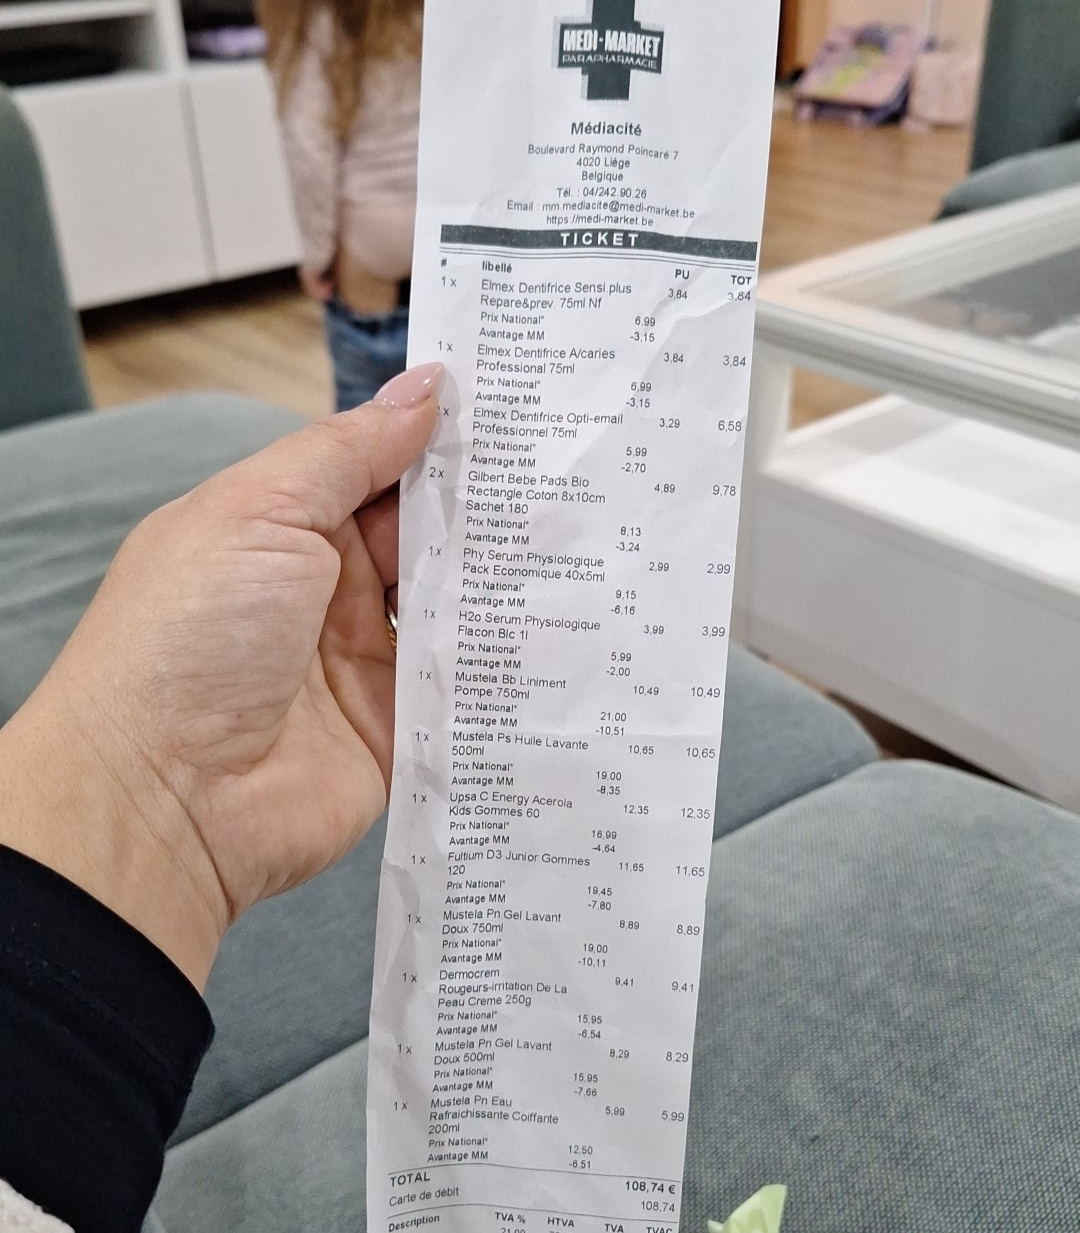 MEDI-MARKET
PARAPHARMACIE
Médiacité
Boulevard Raymond Poincaré 7
4020 Liège
Belgique
Tél. : 04/242.90.26
Email : mm.mediacite@medi-market.be
https://medi-market.be
TICKET
# libellé PU TOT
1 x Elmex Dentifrice Sensi.plus 3,84 3,84
Repare&prev. 75ml Nf
Prix National* 6,99
Avantage MM -3,15
1 x Elmex Dentifrice A/caries 3,84 3,84
Professional 75ml
Prix National* 6,99
Avantage MM -3,15
x Elmex Dentifrice Opti-email 3,29 6,58
Professionnel 75ml
Prix National* 5,99
Avantage MM -2,70
2 x Gilbert Bebe Pads Bio 4,89 9,78
Rectangle Coton 8x10cm
Sachet 180
Prix National* 8,13
Avantage MM -3,24
1 x Phy Serum Physiologique 2,99 2,99
Pack Economique 40x5ml
Prix National* 9,15
Avantage MM -6,16
1 x H2o Serum Physiologique 3,99 3,99
Flacon Blc 1l
Prix National* 5,99
Avantage MM -2,00
1 x Mustela Bb Liniment 10,49 10,49
Pompe 750ml
Prix National* 21,00
Avantage MM -10,51
1 x Mustela Ps Huile Lavante 10,65 10,65
500ml
Prix National* 19,00
Avantage MM -8,35
1 x Upsa C Energy Acerola 12,35 12,35
Kids Gommes 60
Prix National* 16,99
Avantage MM -4,64
1 x Fultium D3 Junior Gommes 11,65 11,65
120
Prix National* 19,45
Avantage MM -7,80
1 x Mustela Pn Gel Lavant 8,89 8,89
Doux 750ml
Prix National* 19,00
Avantage MM -10,11
1 x Dermocrem 9,41 9,41
Rougeurs-irritation De La
Peau Creme 250g
Prix National* 15,95
Avantage MM -6,54
1 x Mustela Pn Gel Lavant 8,29 8,29
Doux 500ml
Prix National* 15,95
Avantage MM -7,66
1 x Mustela Pn Eau 5,99 5,99
Rafraichissante Coiffante
200ml
Prix National* 12,50
Avantage MM -6,51
TOTAL 108,74 €
Carte de débit 108,74
Description TVA % HTVA TVA TVAC